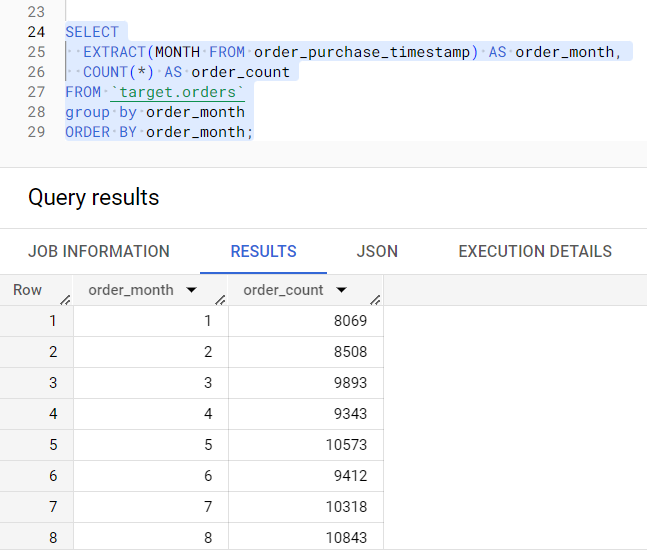 23
24 SELECT
25 EXTRACT(MONTH FROM order_purchase_timestamp) AS order_month,
26 COUNT(*) AS order_count
27 FROM `target.orders`
28 group by order_month
29 ORDER BY order_month;
Query results
JOB INFORMATION RESULTS JSON EXECUTION DETAILS
Row order_month order_count
1 1 8069
2 2 8508
3 3 9893
4 4 9343
5 5 10573
6 6 9412
7 7 10318
8 8 10843